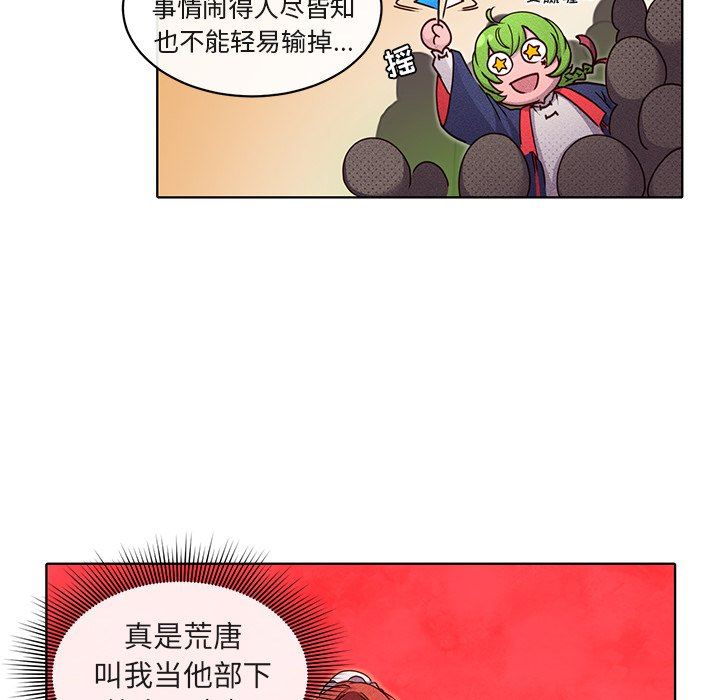 事情闹得人尽皆知
也不能轻易输掉...
摇
真是荒唐
叫我当他部下